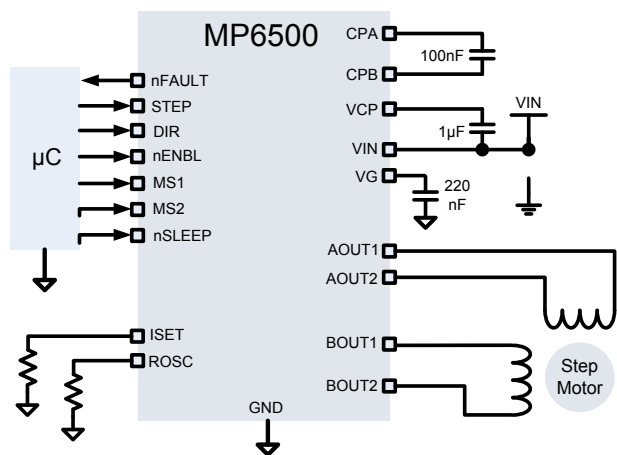 MP6500
µC
nFAULT
STEP
DIR
nENBL
MS1
MS2
nSLEEP
ISET
ROSC
GND
CPA
100nF
CPB
VCP
1µF
VIN
VIN
VG
220
nF
AOUT1
AOUT2
BOUT1
BOUT2
Step
Motor